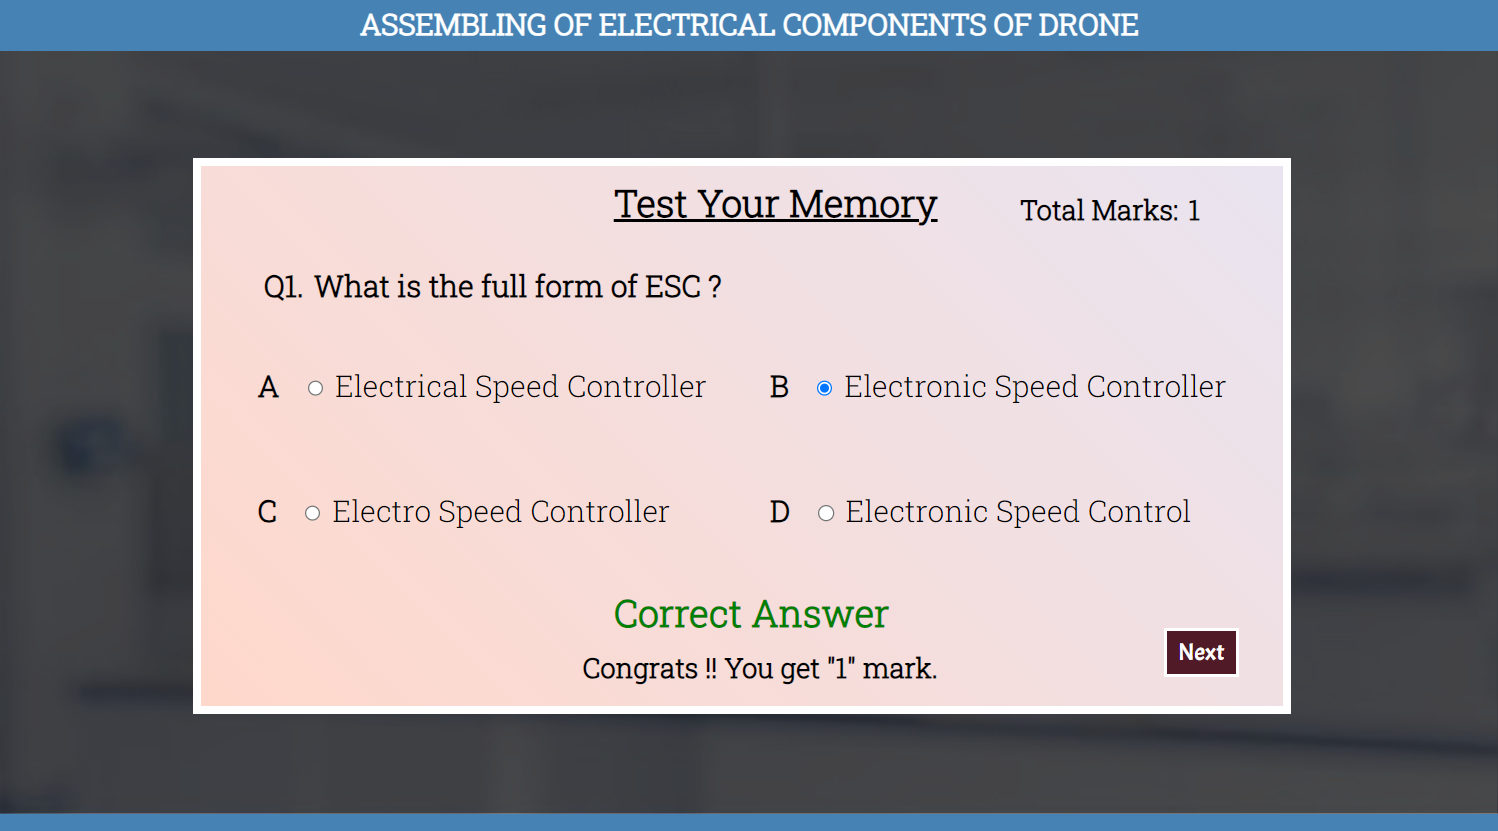 ASSEMBLING OF ELECTRICAL COMPONENTS OF DRONE
Test Your Memory
Total Marks: 1
Q1. What is the full form of ESC ?
A Electrical Speed Controller
B Electronic Speed Controller
C Electro Speed Controller
D Electronic Speed Control
Correct Answer
Congrats !! You get "1" mark.
Next